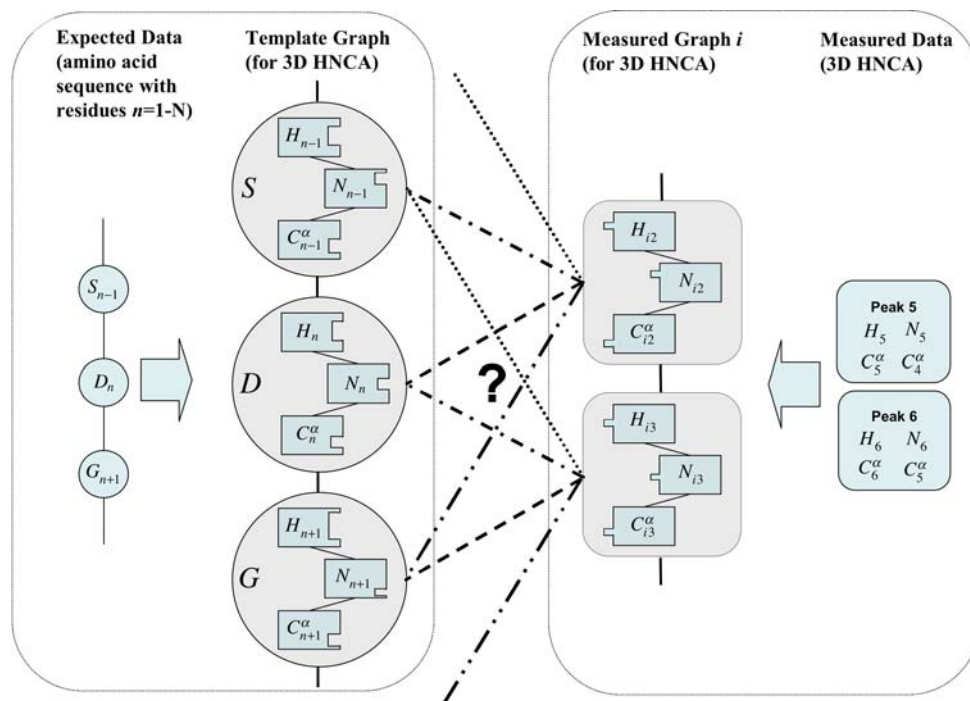 Expected Data
(amino acid
sequence with
residues n=1-N)
Template Graph
(for 3D HNCA)
Measured Graph i
(for 3D HNCA)
Measured Data
(3D HNCA)
S_{n-1}
D_n
G_{n+1}
S
H_{n-1}
N_{n-1}
C^α_{n-1}
D
H_n
N_n
C^α_n
G
H_{n+1}
N_{n+1}
C^α_{n+1}
?
H_{i2}
N_{i2}
C^α_{i2}
H_{i3}
N_{i3}
C^α_{i3}
Peak 5
H_5 N_5
C^α_5 C^α_4
Peak 6
H_6 N_6
C^α_6 C^α_5